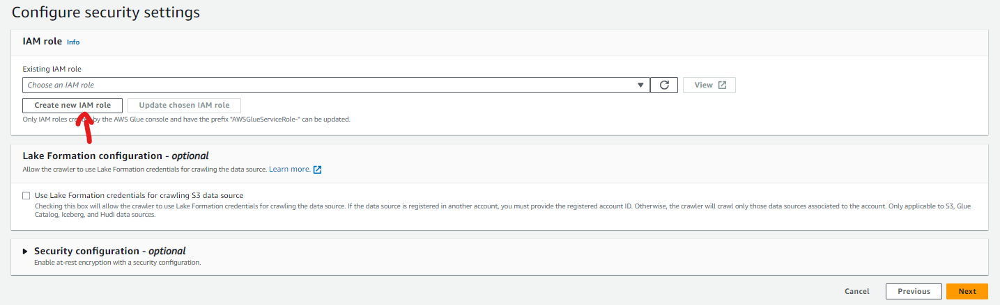 Configure security settings
IAM role Info
Existing IAM role
Choose an IAM role
View
Create new IAM role Update chosen IAM role
Only IAM roles created by the AWS Glue console and have the prefix "AWSGlueServiceRole-" can be updated.
Lake Formation configuration - optional
Allow the crawler to use Lake Formation credentials for crawling the data source. Learn more.
Use Lake Formation credentials for crawling S3 data source
Checking this box will allow the crawler to use Lake Formation credentials for crawling the data source. If the data source is registered in another account, you must provide the registered account ID. Otherwise, the crawler will crawl only those data sources associated to the account. Only applicable to S3, Glue
Catalog, Iceberg, and Hudi data sources.
Security configuration - optional
Enable at-rest encryption with a security configuration.
Cancel Previous Next